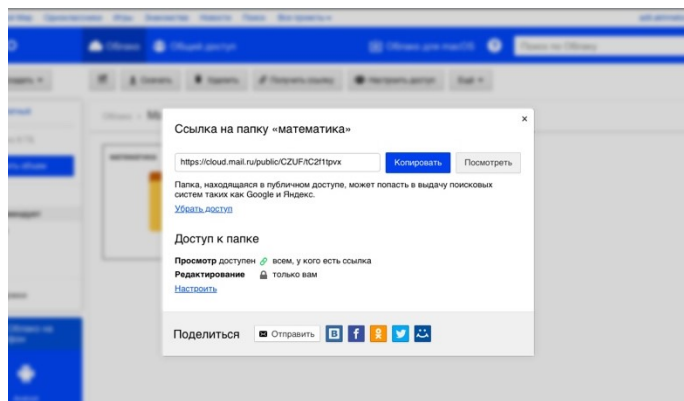 Облако
Общий доступ
Облако для macOS
Поиск по Облаку
Скачать
Удалить
Получить ссылку
Настроить доступ
Ещё
Ссылка на папку «математика»
https://cloud.mail.ru/public/CZUF/tC2f1tpvx
Копировать
Посмотреть
Папка, находящаяся в публичном доступе, может попасть в выдачу поисковых
систем таких как Google и Яндекс.
Убрать доступ
Доступ к папке
Просмотр доступен всем, у кого есть ссылка
Редактирование только вам
Настроить
Поделиться Отправить